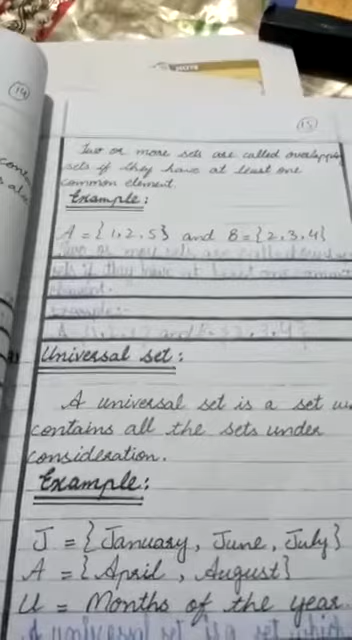 14
15
Two or more sets are called overlapping
sets if they have at least one
common element.
Example:
A = {1, 2, 5} and B = {2, 3, 4}
Universal set:
A universal set is a set
contains all the sets under
consideration.
Example:
J = {January, June, July}
A = {April, August}
U = Months of the year